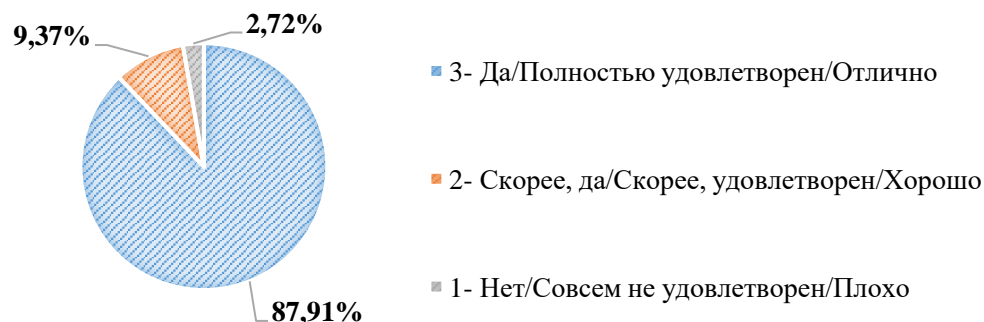 2,72%
9,37%
3- Да/Полностью удовлетворен/Отлично
2- Скорее, да/Скорее, удовлетворен/Хорошо
1- Нет/Совсем не удовлетворен/Плохо
87,91%